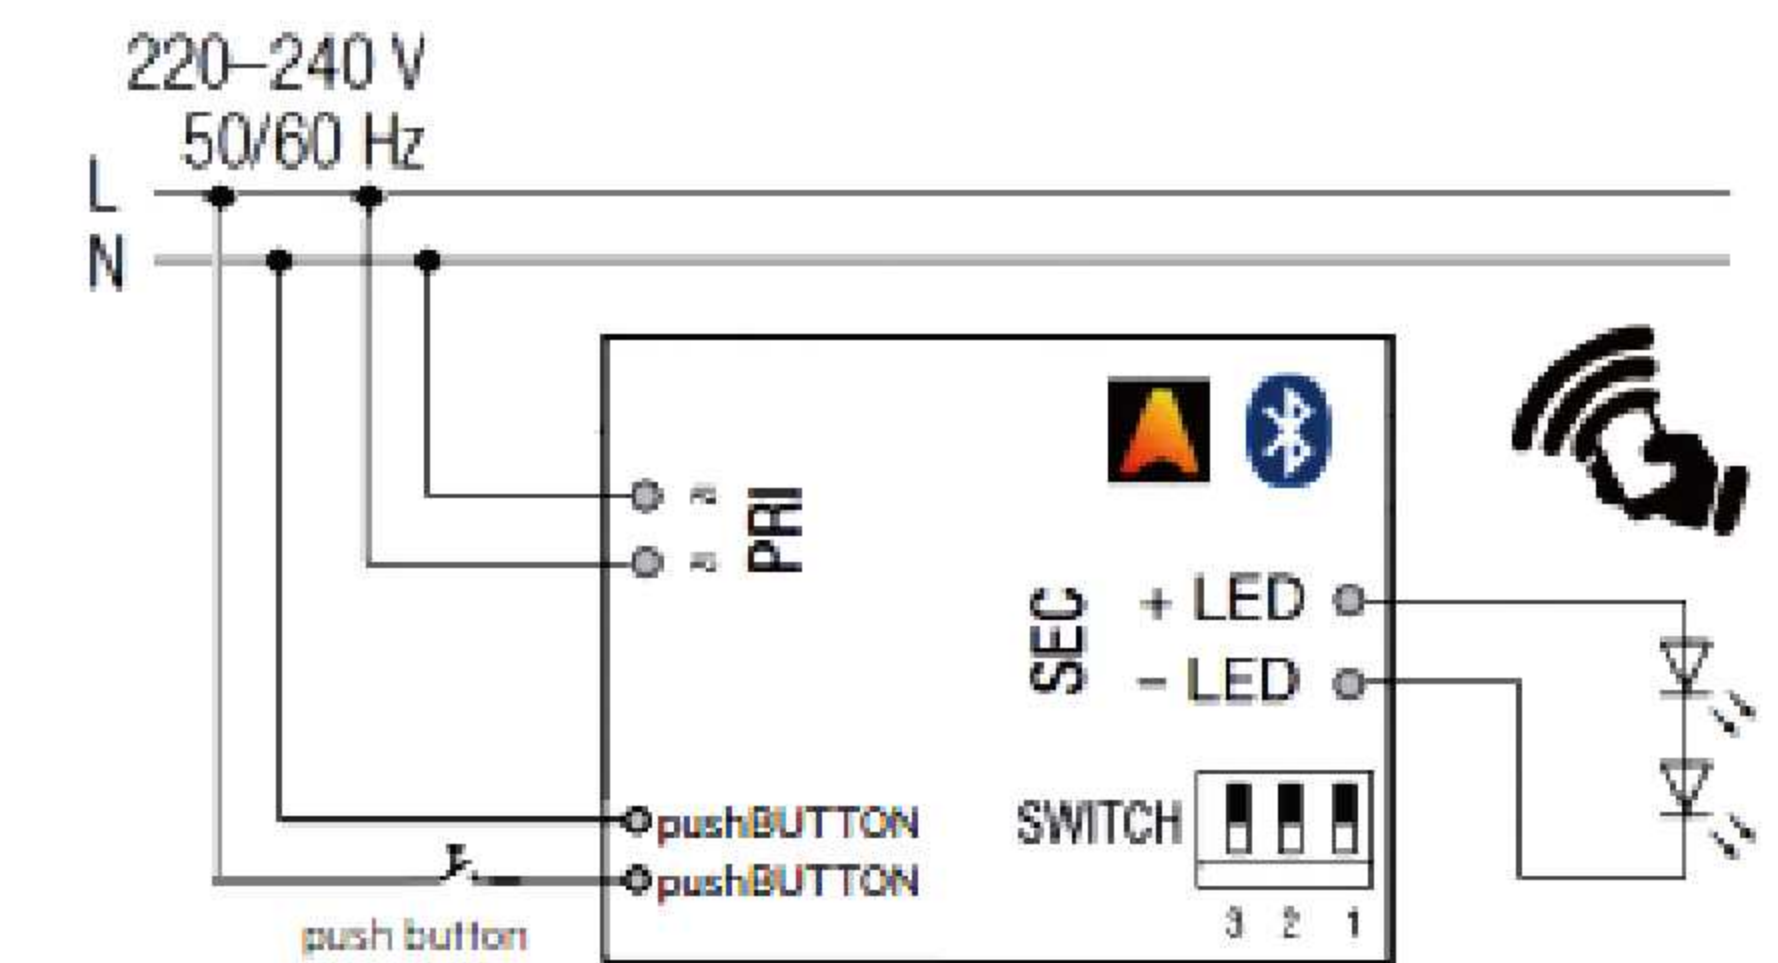 220–240 V
50/60 Hz
L
N
PRI
SEC
+ LED
– LED
pushBUTTON
pushBUTTON
SWITCH
3 2 1
push button